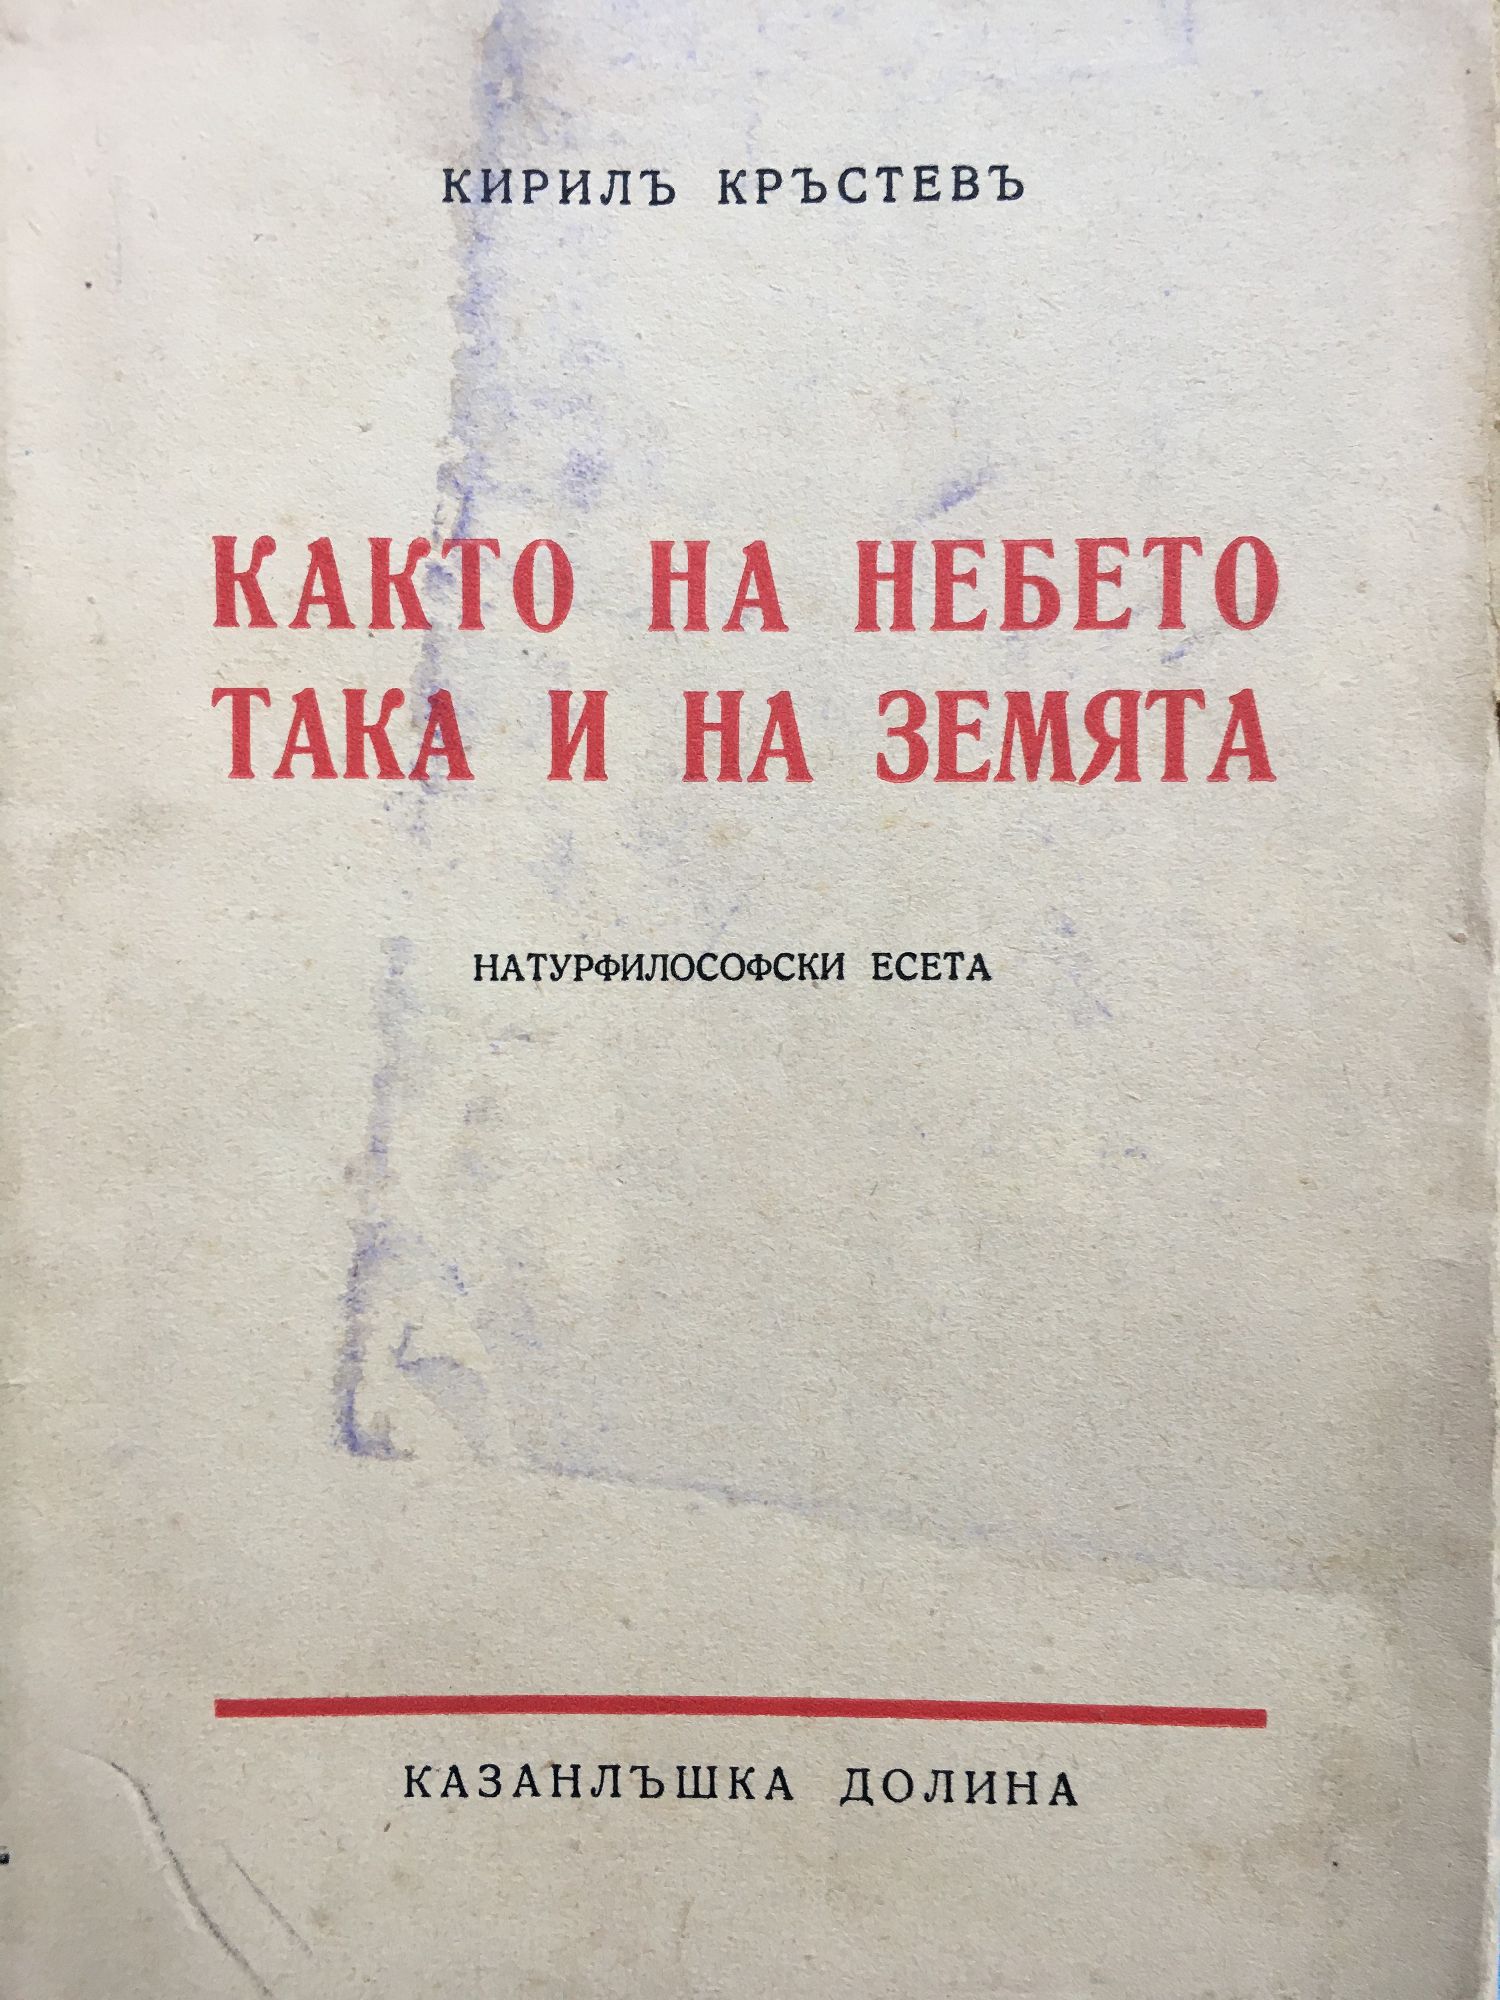 КИРИЛЪ КРЪСТЕВЪ
КАКТО НА НЕБЕТО
ТАКА И НА ЗЕМЯТА
НАТУРФИЛОСОФСКИ ЕСЕТА
КАЗАНЛЪШКА ДОЛИНА